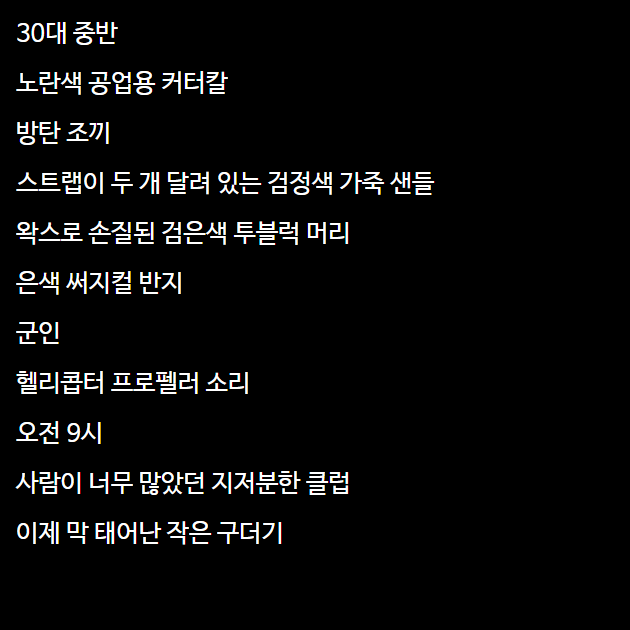 30대 중반
노란색 공업용 커터칼
방탄 조끼
스트랩이 두 개 달려 있는 검정색 가죽 샌들
왁스로 손질된 검은색 투블럭 머리
은색 써지컬 반지
군인
헬리콥터 프로펠러 소리
오전 9시
사람이 너무 많았던 지저분한 클럽
이제 막 태어난 작은 구더기